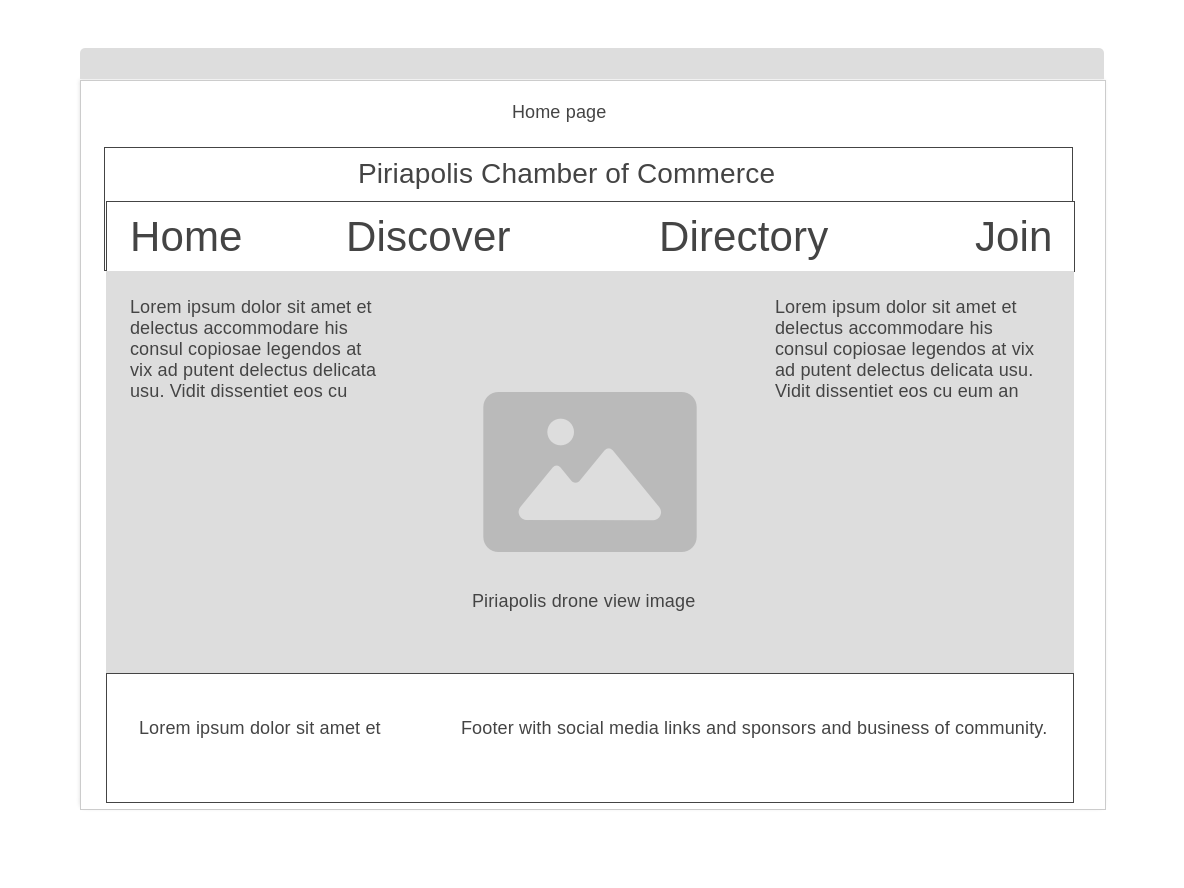 Home page
Piriapolis Chamber of Commerce
Home Discover Directory Join
Lorem ipsum dolor sit amet et
delectus accommodare his
consul copiosae legendos at
vix ad putent delectus delicata
usu. Vidit dissentiet eos cu
Lorem ipsum dolor sit amet et
delectus accommodare his
consul copiosae legendos at vix
ad putent delectus delicata usu.
Vidit dissentiet eos cu eum an
Piriapolis drone view image
Lorem ipsum dolor sit amet et
Footer with social media links and sponsors and business of community.